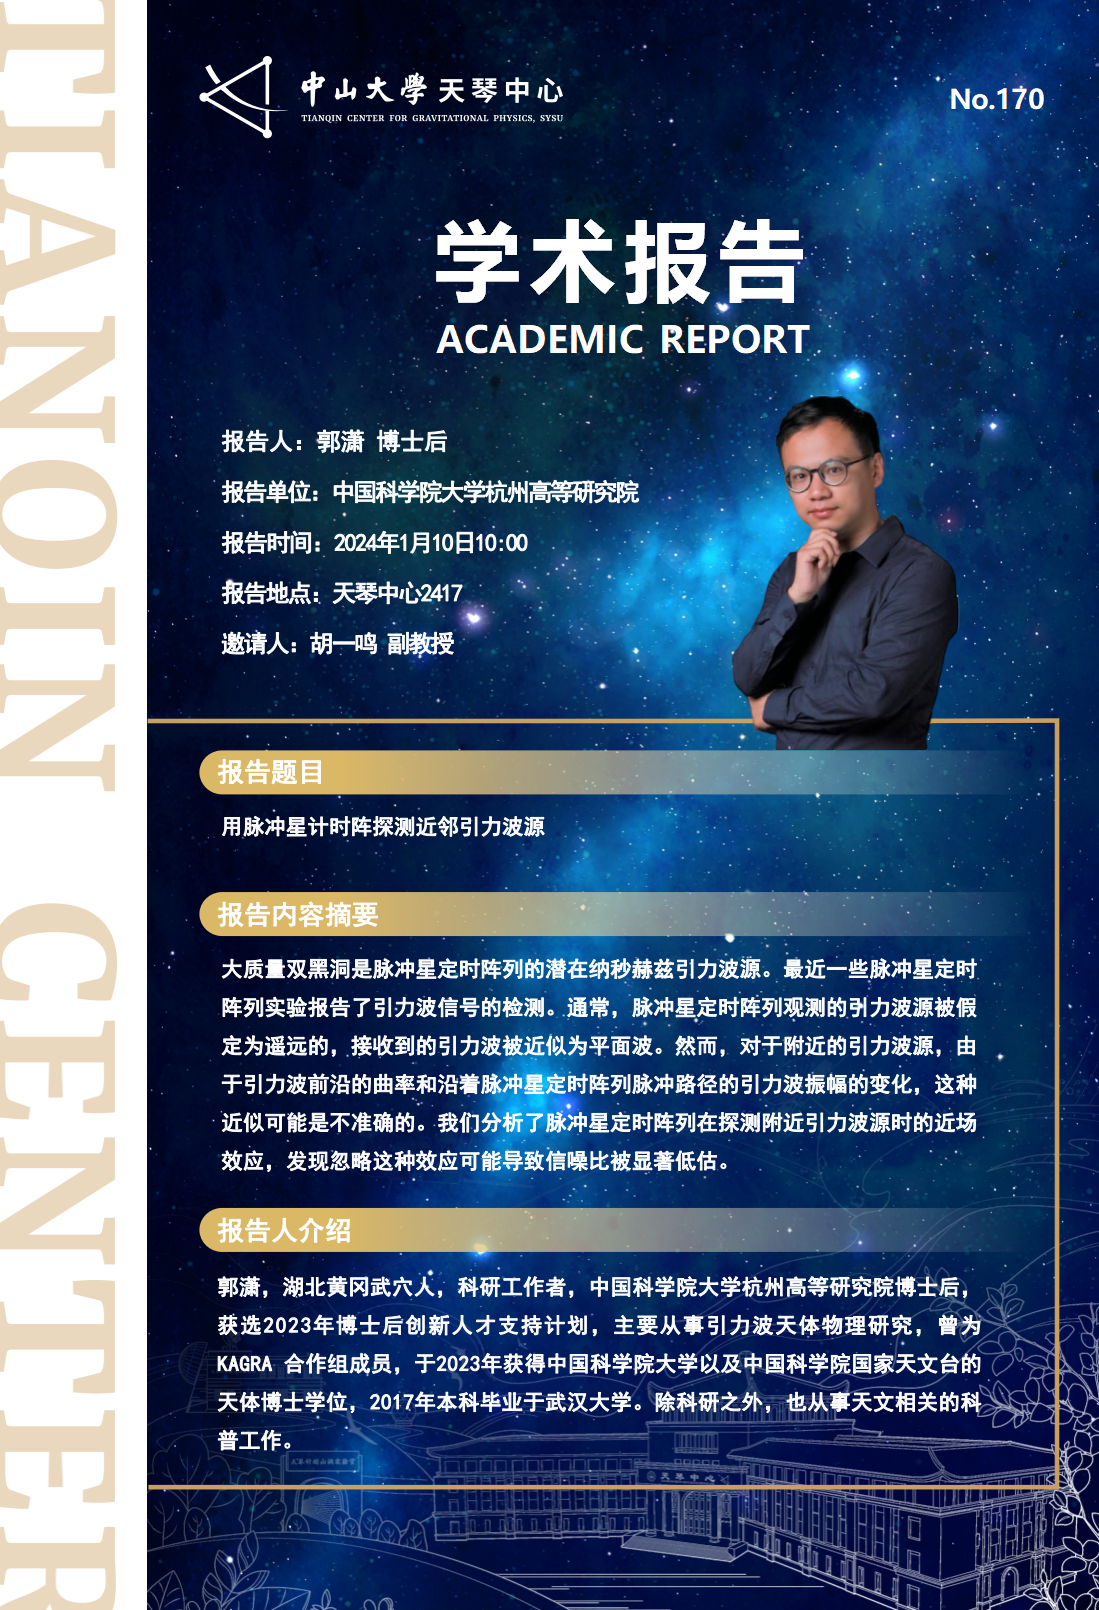 TIANQIN CENTER
中山大學 天琴中心
TIANQIN CENTER FOR GRAVITATIONAL PHYSICS, SYSU
No.170
学术报告
ACADEMIC REPORT
报告人：郭潇 博士后
报告单位：中国科学院大学杭州高等研究院
报告时间：2024年1月10日10:00
报告地点：天琴中心2417
邀请人：胡一鸣 副教授
报告题目
用脉冲星计时阵探测近邻引力波源
报告内容摘要
大质量双黑洞是脉冲星定时阵列的潜在纳秒赫兹引力波源。最近一些脉冲星定时
阵列实验报告了引力波信号的检测。通常，脉冲星定时阵列观测的引力波源被假
定为遥远的，接收到的引力波被近似为平面波。然而，对于附近的引力波源，由
于引力波前沿的曲率和沿着脉冲星定时阵列脉冲路径的引力波振幅的变化，这种
近似可能是不准确的。我们分析了脉冲星定时阵列在探测附近引力波源时的近场
效应，发现忽略这种效应可能导致信噪比被显著低估。
报告人介绍
郭潇，湖北黄冈武穴人，科研工作者，中国科学院大学杭州高等研究院博士后，
获选2023年博士后创新人才支持计划，主要从事引力波天体物理研究，曾为
KAGRA 合作组成员，于2023年获得中国科学院大学以及中国科学院国家天文台的
天体博士学位，2017年本科毕业于武汉大学。除科研之外，也从事天文相关的科
普工作。
天琴中心